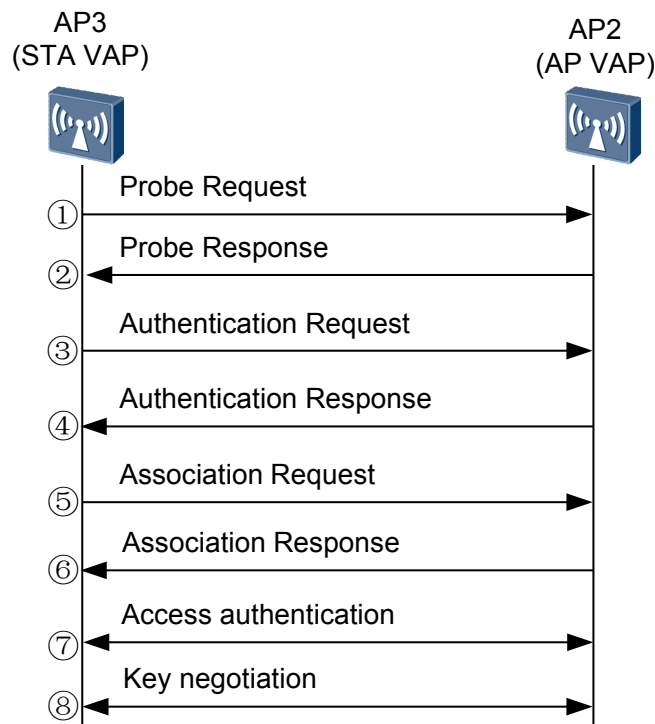 AP3
(STA VAP)
AP2
(AP VAP)
Probe Request
①
Probe Response
②
Authentication Request
③
Authentication Response
④
Association Request
⑤
Association Response
⑥
Access authentication
⑦
Key negotiation
⑧